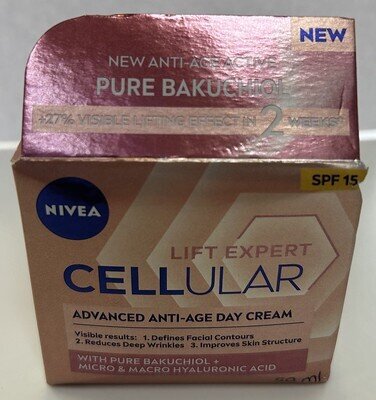 NEW
NEW ANTI-AGE ACTIVE
PURE BAKUCHIOL
+27% VISIBLE LIFTING EFFECT IN 2 WEEKS*
SPF 15
NIVEA
LIFT EXPERT
CELLULAR
ADVANCED ANTI-AGE DAY CREAM
Visible results: 1. Defines Facial Contours
2. Reduces Deep Wrinkles 3. Improves Skin Structure
WITH PURE BAKUCHIOL +
MICRO & MACRO HYALURONIC ACID
ml